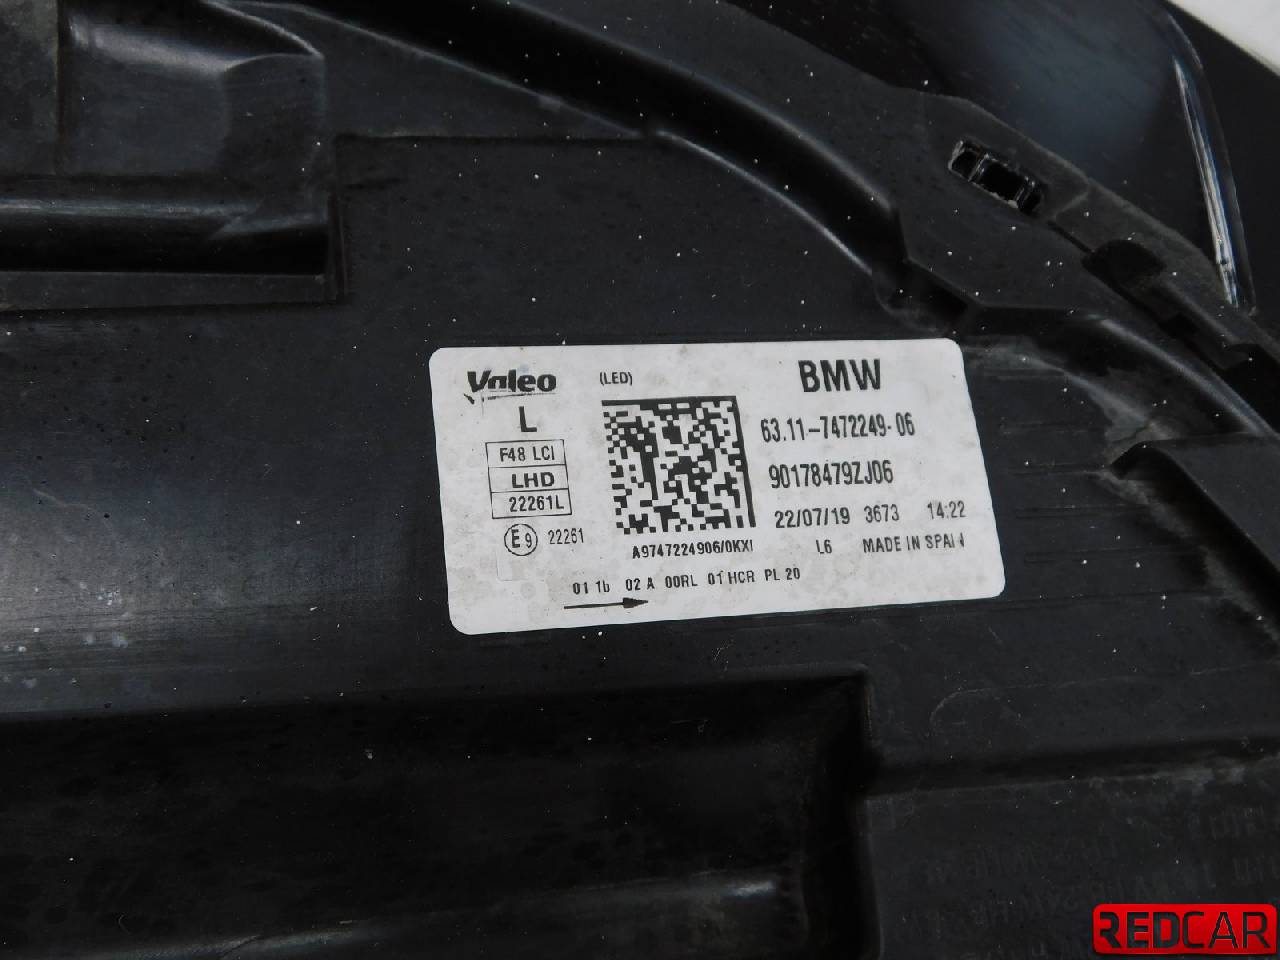 Valeo (LED) BMW
L
63.11-7472249-06
F48 LCI
LHD
22261L
90178479ZJ06
22/07/19 3673 14:22
E9 22261
A9747224906/0KXI L6 MADE IN SPAIN
01 1b 02 A 00RL 01 HCR PL 20
REDCAR